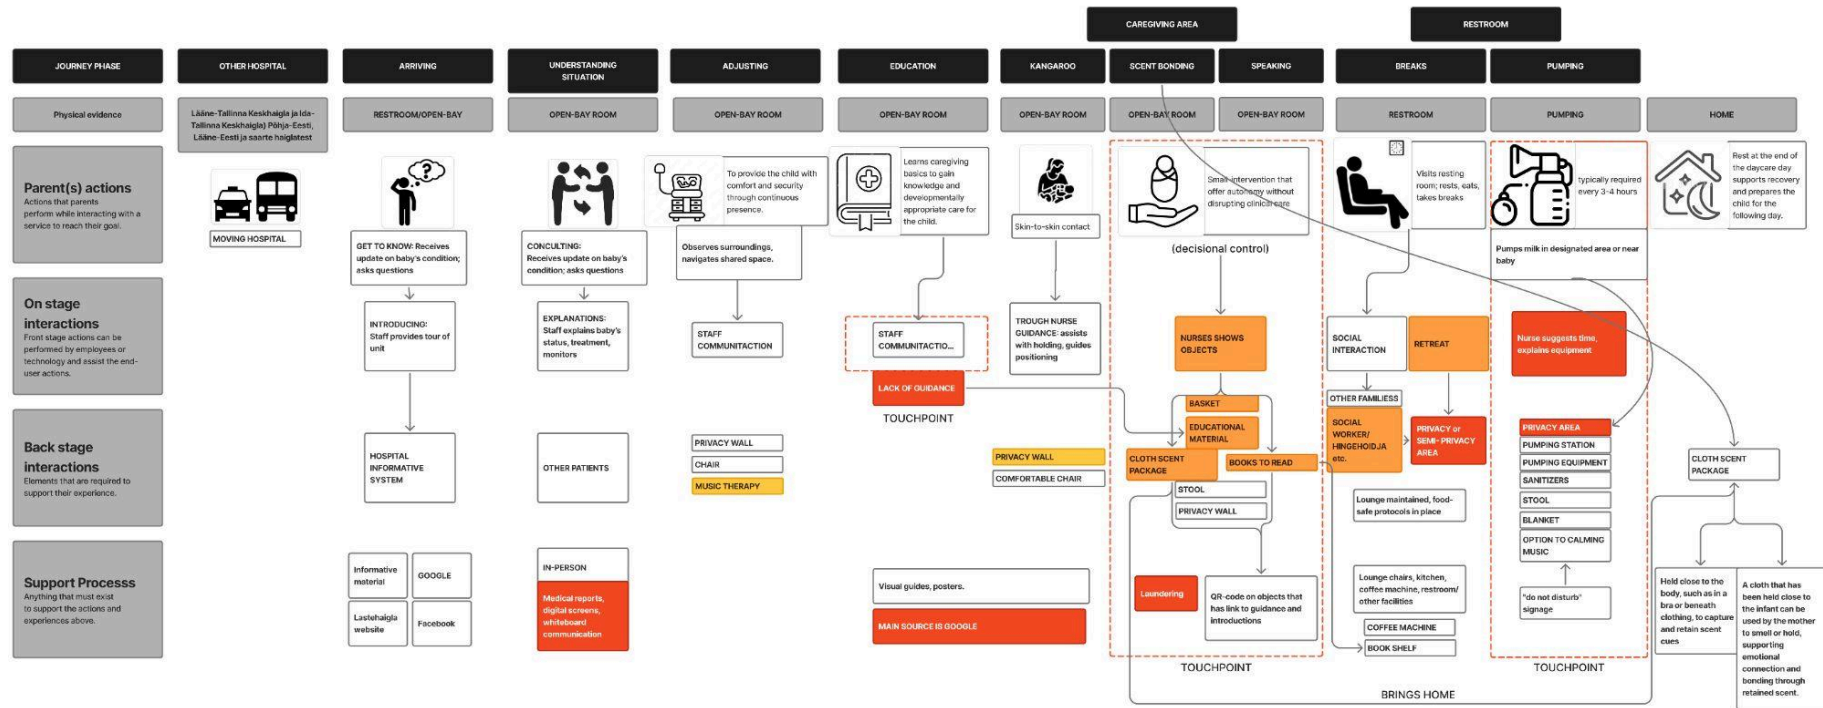 CAREGIVING AREA
RESTROOM
JOURNEY PHASE
OTHER HOSPITAL
ARRIVING
UNDERSTANDING
SITUATION
ADJUSTING
EDUCATION
KANGAROO
SCENT BONDING
SPEAKING
BREAKS
PUMPING
Physical evidence
Lääne-Tallinna Keskhaigla ja Ida-
Tallinna Keskhaigla) Põhja-Eesti,
Lääne-Eesti ja saarte haiglatest
RESTROOM/OPEN-BAY
OPEN-BAY ROOM
OPEN-BAY ROOM
OPEN-BAY ROOM
OPEN-BAY ROOM
OPEN-BAY ROOM
OPEN-BAY ROOM
RESTROOM
PUMPING
HOME
Parent(s) actions
Actions that parents
perform while interacting with a
service to reach their goal.
MOVING HOSPITAL
GET TO KNOW: Receives
update on baby's condition;
asks questions
CONCULTING:
Receives update on baby's
condition; asks questions
To provide the child with
comfort and security
through continuous
presence.
Observes surroundings,
navigates shared space.
Learns caregiving
basics to gain
knowledge and
developmentally
appropriate care for
the child.
Skin-to-skin contact
Small intervention that
offer autonomy without
disrupting clinical care
(decisional control)
Visits resting
room; rests, eats,
takes breaks
typically required
every 3-4 hours
Pumps milk in designated area or near
baby
Rest at the end of
the daycare day
supports recovery
and prepares the
child for the
following day.
On stage
interactions
Front stage actions can be
performed by employees or
technology and assist the end-
user actions.
INTRODUCING:
Staff provides tour of
unit
EXPLANATIONS:
Staff explains baby's
status, treatment,
monitors
STAFF
COMMUNITACTION
STAFF
COMMUNITACTIO...
LACK OF GUIDANCE
TOUCHPOINT
TROUGH NURSE
GUIDANCE: assists
with holding, guides
positioning
NURSES SHOWS
OBJECTS
SOCIAL
INTERACTION
RETREAT
Nurse suggests time,
explains equipment
Back stage
interactions
Elements that are required to
support their experience.
HOSPITAL
INFORMATIVE
SYSTEM
OTHER PATIENTS
PRIVACY WALL
CHAIR
MUSIC THERAPY
PRIVACY WALL
COMFORTABLE CHAIR
BASKET
EDUCATIONAL
MATERIAL
CLOTH SCENT
PACKAGE
BOOKS TO READ
STOOL
PRIVACY WALL
OTHER FAMILIESS
SOCIAL
WORKER/
HINGEHOIDJA
etc.
PRIVACY or
SEMI-PRIVACY
AREA
Lounge maintained, food-
safe protocols in place
PRIVACY AREA
PUMPING STATION
PUMPING EQUIPMENT
SANITIZERS
STOOL
BLANKET
OPTION TO CALMING
MUSIC
CLOTH SCENT
PACKAGE
Support Processs
Anything that must exist
to support the actions and
experiences above.
Informative
material
GOOGLE
Lastehaigla
website
Facebook
IN-PERSON
Medical reports,
digital screens,
whiteboard
communication
Visual guides, posters.
MAIN SOURCE IS GOOGLE
Laundering
QR-code on objects that
has link to guidance and
introductions
TOUCHPOINT
Lounge chairs, kitchen,
coffee machine, restroom/
other facilities
COFFEE MACHINE
BOOK SHELF
"do not disturb"
signage
TOUCHPOINT
Held close to the
body, such as in a
bra or beneath
clothing, to capture
and retain scent
cues
A cloth that has
been held close to
the infant can be
used by the mother
to smell or hold,
supporting
emotional
connection and
bonding through
retained scent.
BRINGS HOME